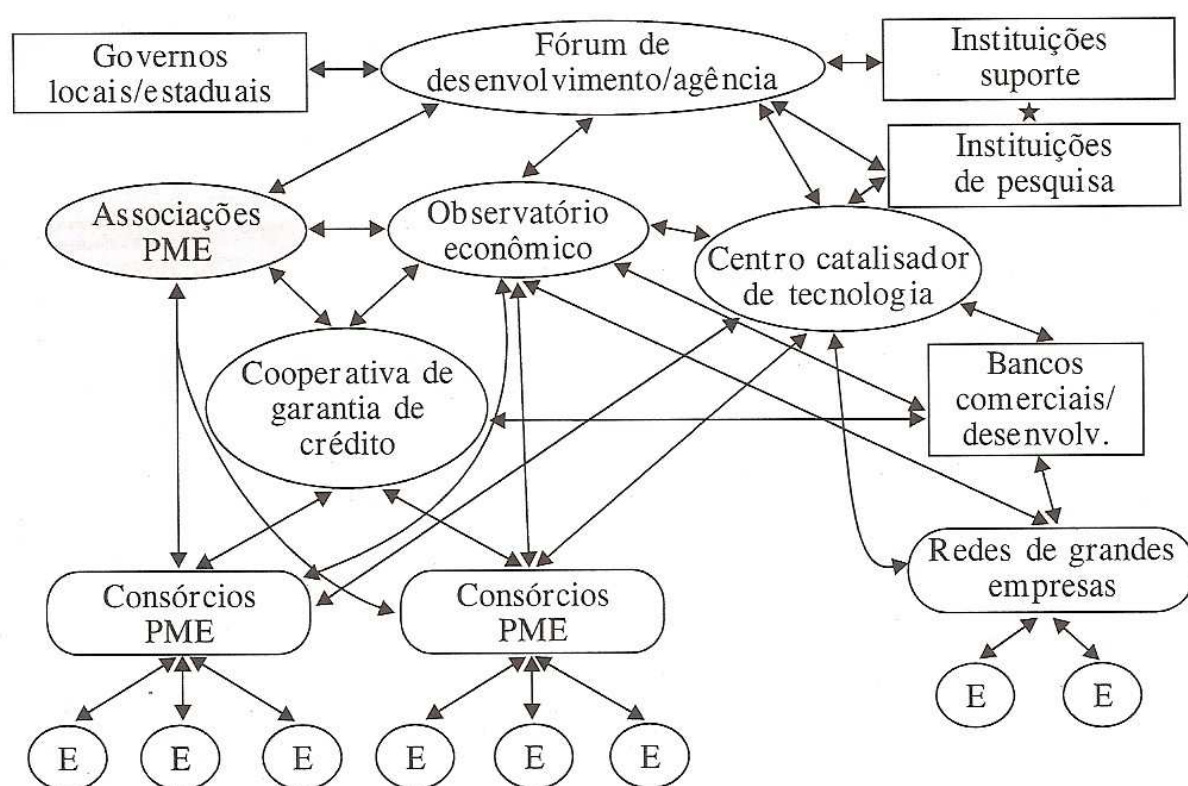 Governos
locais/estaduais
Fórum de
desenvolvimento/agência
Instituições
suporte
Instituições
de pesquisa
Associações
PME
Observatório
econômico
Centro catalisador
de tecnologia
Cooperativa de
garantia de
crédito
Bancos
comerciais/
desenvolv.
Redes de grandes
empresas
Consórcios
PME
Consórcios
PME
E
E
E
E
E
E
E
E